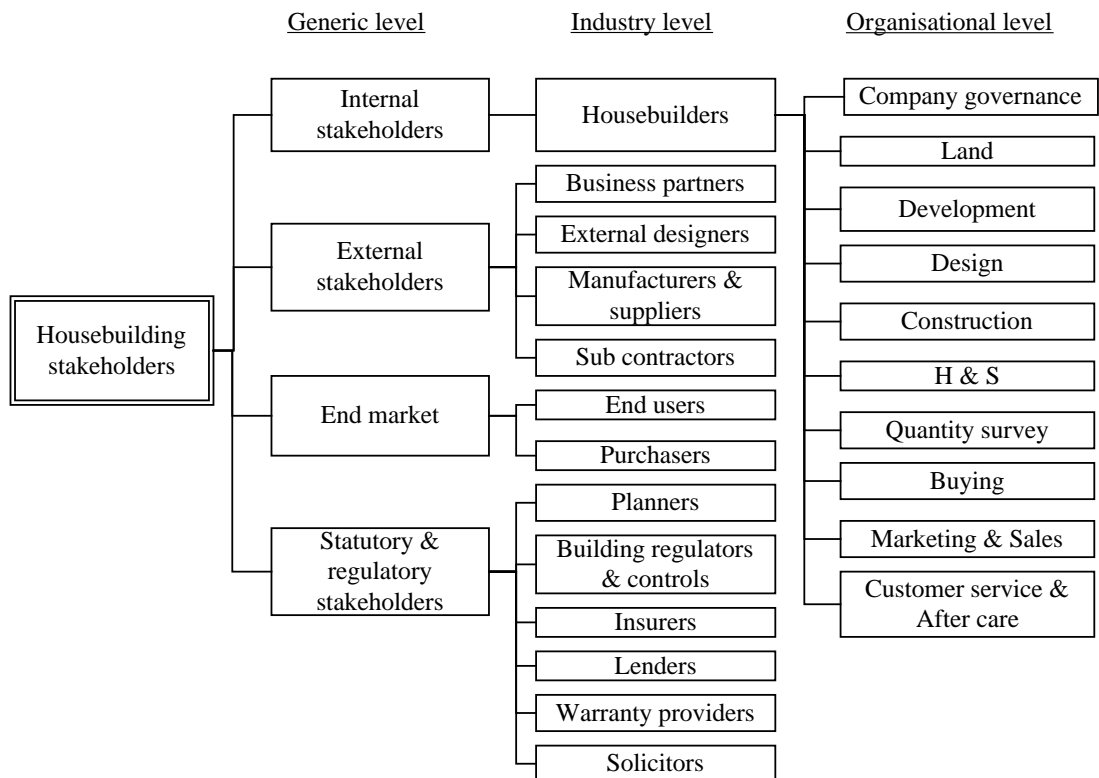 Generic level
Industry level
Organisational level
Housebuilding
stakeholders
Internal
stakeholders
External
stakeholders
End market
Statutory &
regulatory
stakeholders
Housebuilders
Business partners
External designers
Manufacturers &
suppliers
Sub contractors
End users
Purchasers
Planners
Building regulators
& controls
Insurers
Lenders
Warranty providers
Solicitors
Company governance
Land
Development
Design
Construction
H & S
Quantity survey
Buying
Marketing & Sales
Customer service &
After care